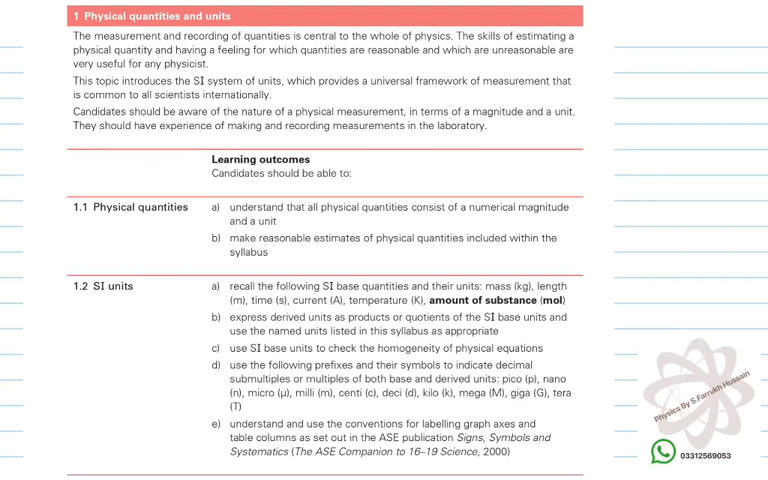 1 Physical quantities and units
The measurement and recording of quantities is central to the whole of physics. The skills of estimating a
physical quantity and having a feeling for which quantities are reasonable and which are unreasonable are
very useful for any physicist.
This topic introduces the SI system of units, which provides a universal framework of measurement that
is common to all scientists internationally.
Candidates should be aware of the nature of a physical measurement, in terms of a magnitude and a unit.
They should have experience of making and recording measurements in the laboratory.
Learning outcomes
Candidates should be able to:
1.1 Physical quantities a) understand that all physical quantities consist of a numerical magnitude
and a unit
b) make reasonable estimates of physical quantities included within the
syllabus
1.2 SI units a) recall the following SI base quantities and their units: mass (kg), length
(m), time (s), current (A), temperature (K), amount of substance (mol)
b) express derived units as products or quotients of the SI base units and
use the named units listed in this syllabus as appropriate
c) use SI base units to check the homogeneity of physical equations
d) use the following prefixes and their symbols to indicate decimal
submultiples or multiples of both base and derived units: pico (p), nano
(n), micro (μ), milli (m), centi (c), deci (d), kilo (k), mega (M), giga (G), tera
(T)
e) understand and use the conventions for labelling graph axes and
table columns as set out in the ASE publication Signs, Symbols and
Systematics (The ASE Companion to 16–19 Science, 2000)
Physics By S.Farrukh Hussain
03312569053